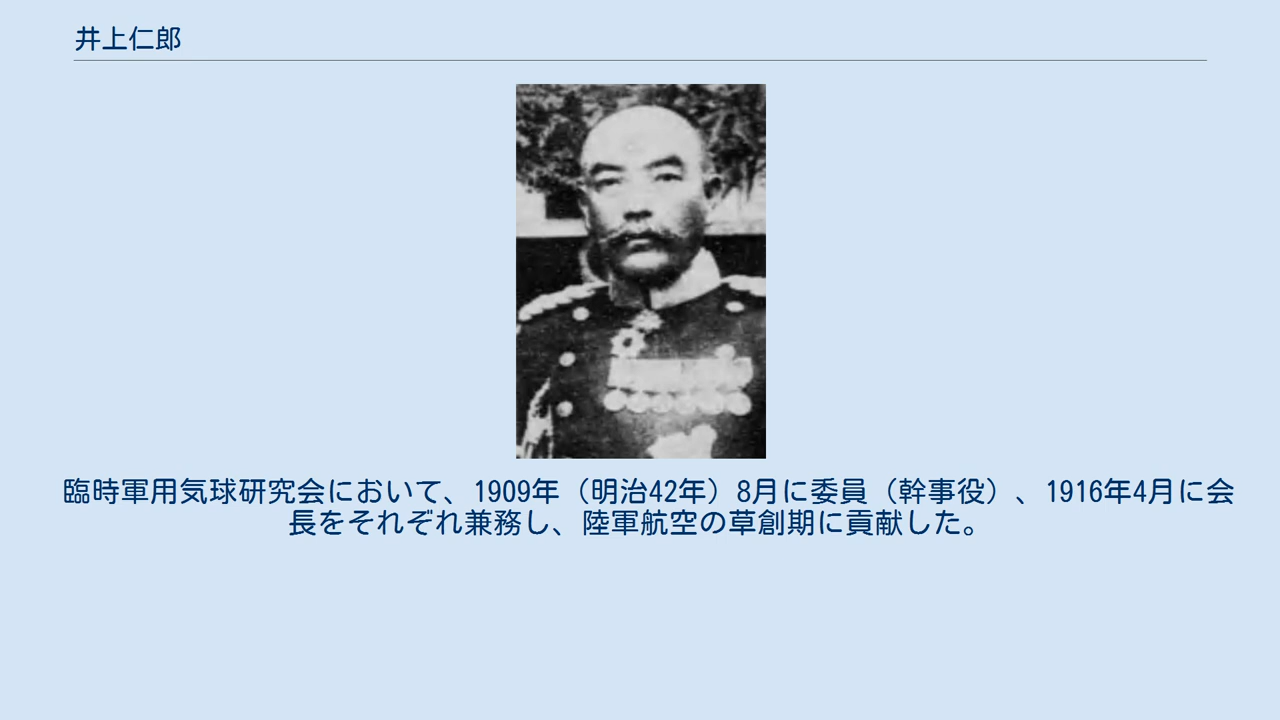 井上仁郎
臨時軍用気球研究会において、1909年（明治42年）8月に委員（幹事役）、1916年4月に会
長をそれぞれ兼務し、陸軍航空の草創期に貢献した。